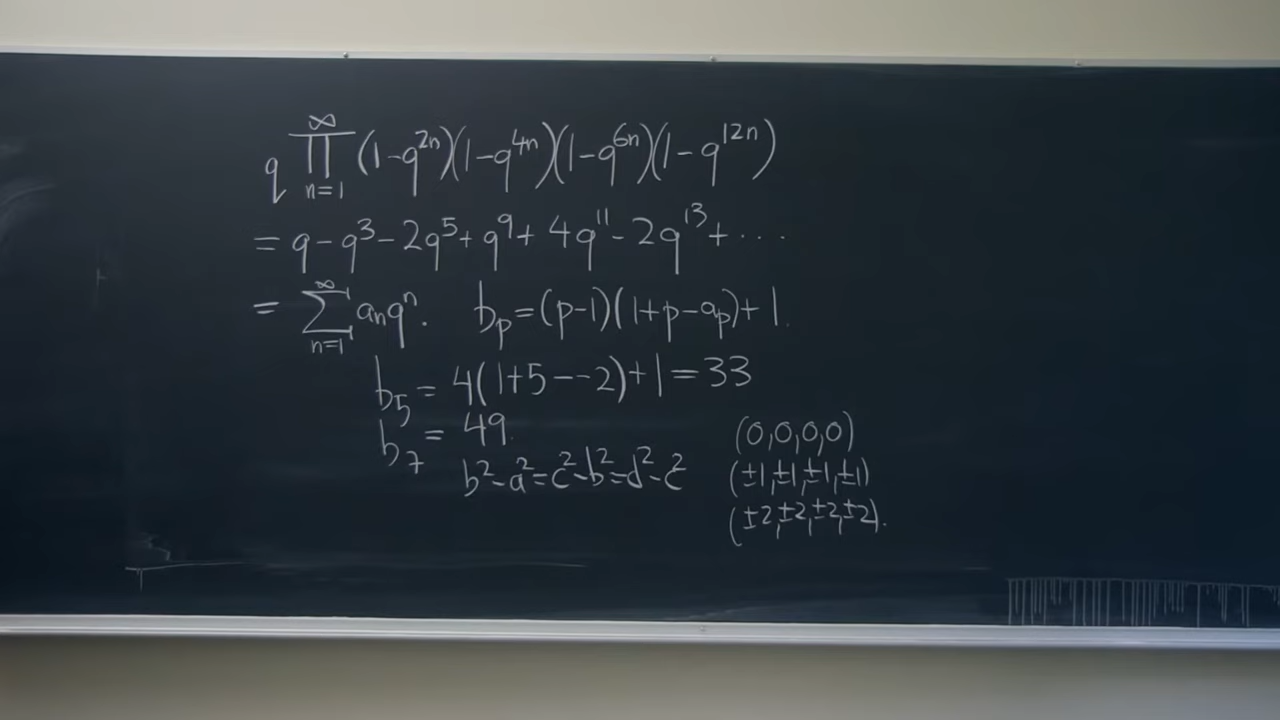 q ∏_{n=1}^{∞} (1-q^{2n})(1-q^{4n})(1-q^{6n})(1-q^{12n})
= q - q^3 - 2q^5 + q^9 + 4q^{11} - 2q^{13} + ...
= ∑_{n=1}^{∞} a_n q^n. b_p = (p-1)(1+p-a_p)+1.
b_5 = 4(1+5--2)+1 = 33
b_7 = 49.
b^2-a^2=c^2-b^2=d^2-c^2
(0,0,0,0)
(±1,±1,±1,±1)
(±2,±2,±2,±2).